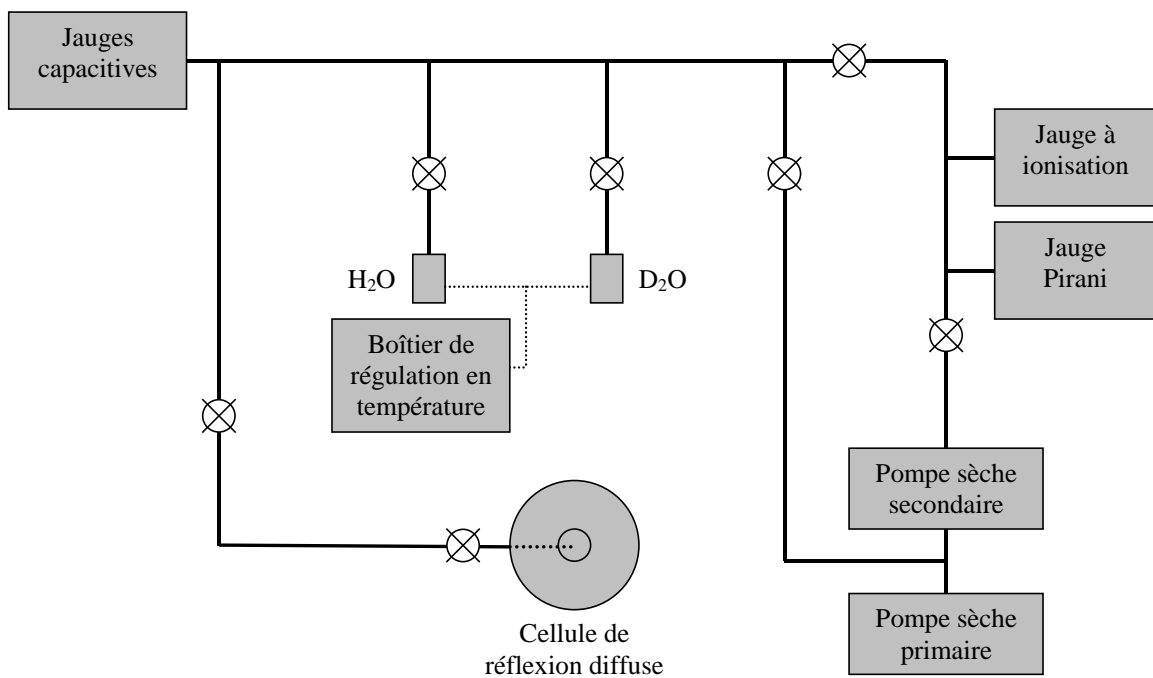 Jauges
capacitives
Jauge à
ionisation
Jauge
Pirani
H₂O
D₂O
Boîtier de
régulation en
température
Pompe sèche
secondaire
Pompe sèche
primaire
Cellule de
réflexion diffuse